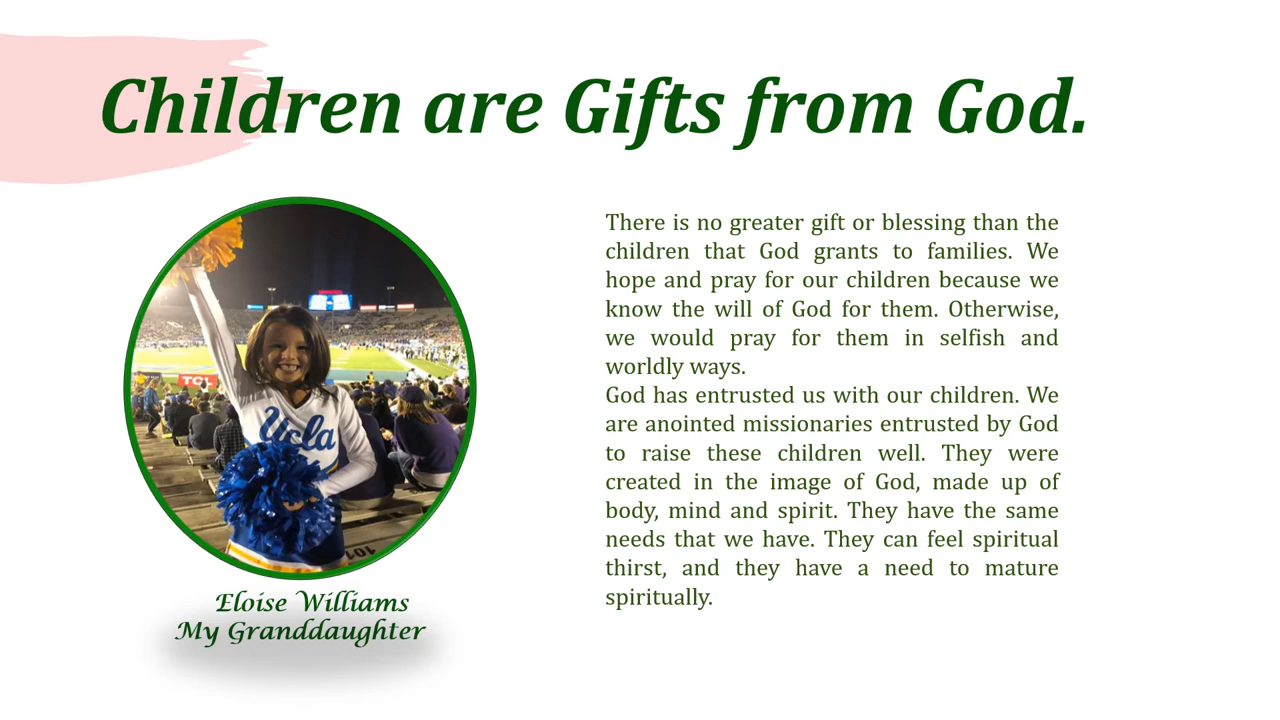 Children are Gifts from God.
There is no greater gift or blessing than the
children that God grants to families. We
hope and pray for our children because we
know the will of God for them. Otherwise,
we would pray for them in selfish and
worldly ways.
God has entrusted us with our children. We
are anointed missionaries entrusted by God
to raise these children well. They were
created in the image of God, made up of
body, mind and spirit. They have the same
needs that we have. They can feel spiritual
thirst, and they have a need to mature
spiritually.
TCL
Ucla
101
Eloise Williams
My Granddaughter